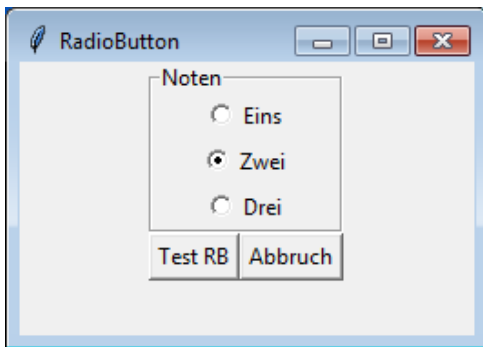 RadioButton
Noten
Eins
Zwei
Drei
Test RB Abbruch